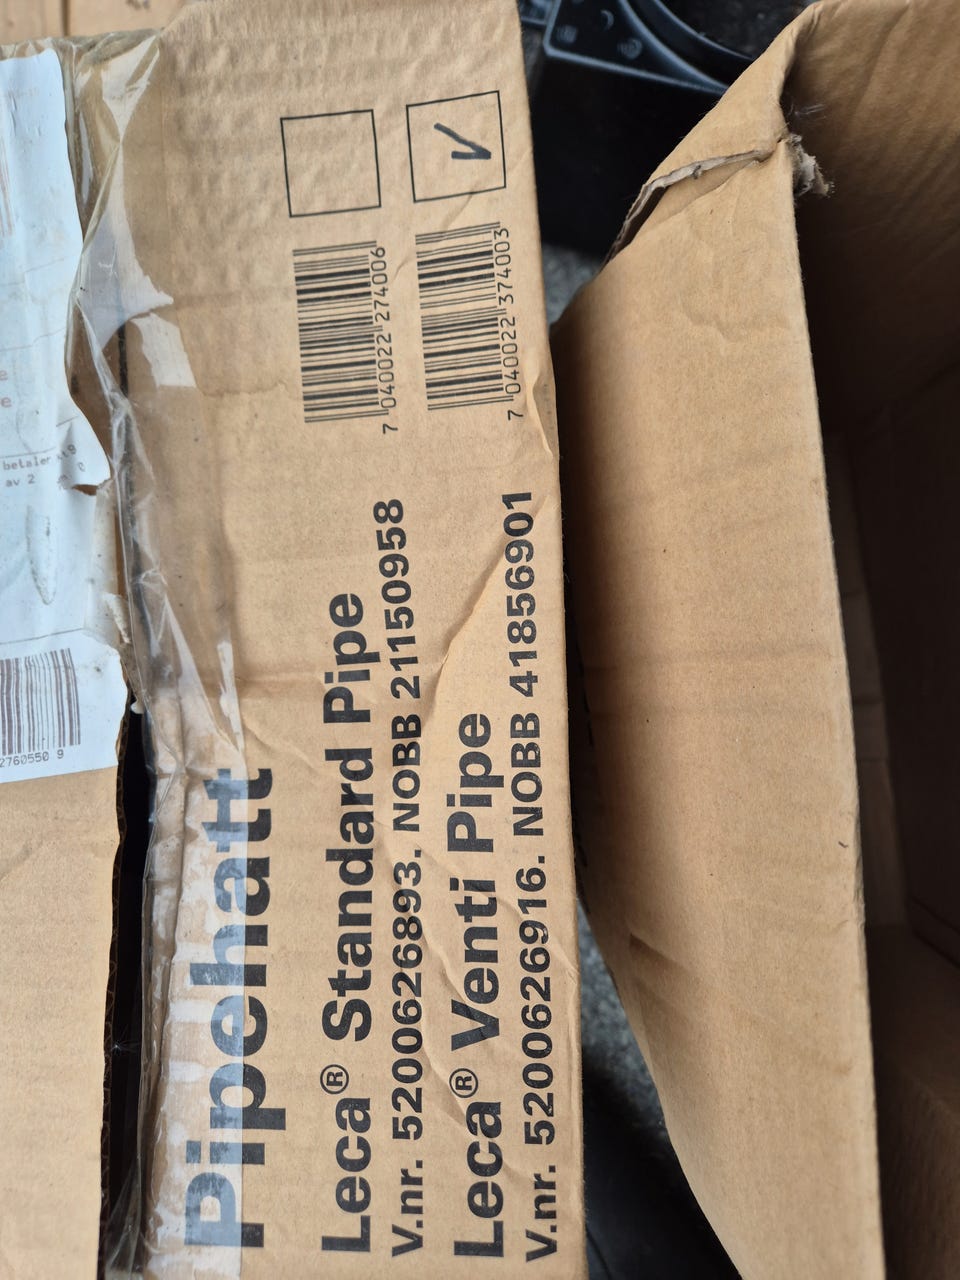 Pipehatt
Leca® Standard Pipe
V.nr. 5200626893. NOBB 21150958
7 040022 274006
Leca® Venti Pipe
V.nr. 5200626916. NOBB 41856901
7 040022 374003
betaler
av 2
2760550 9